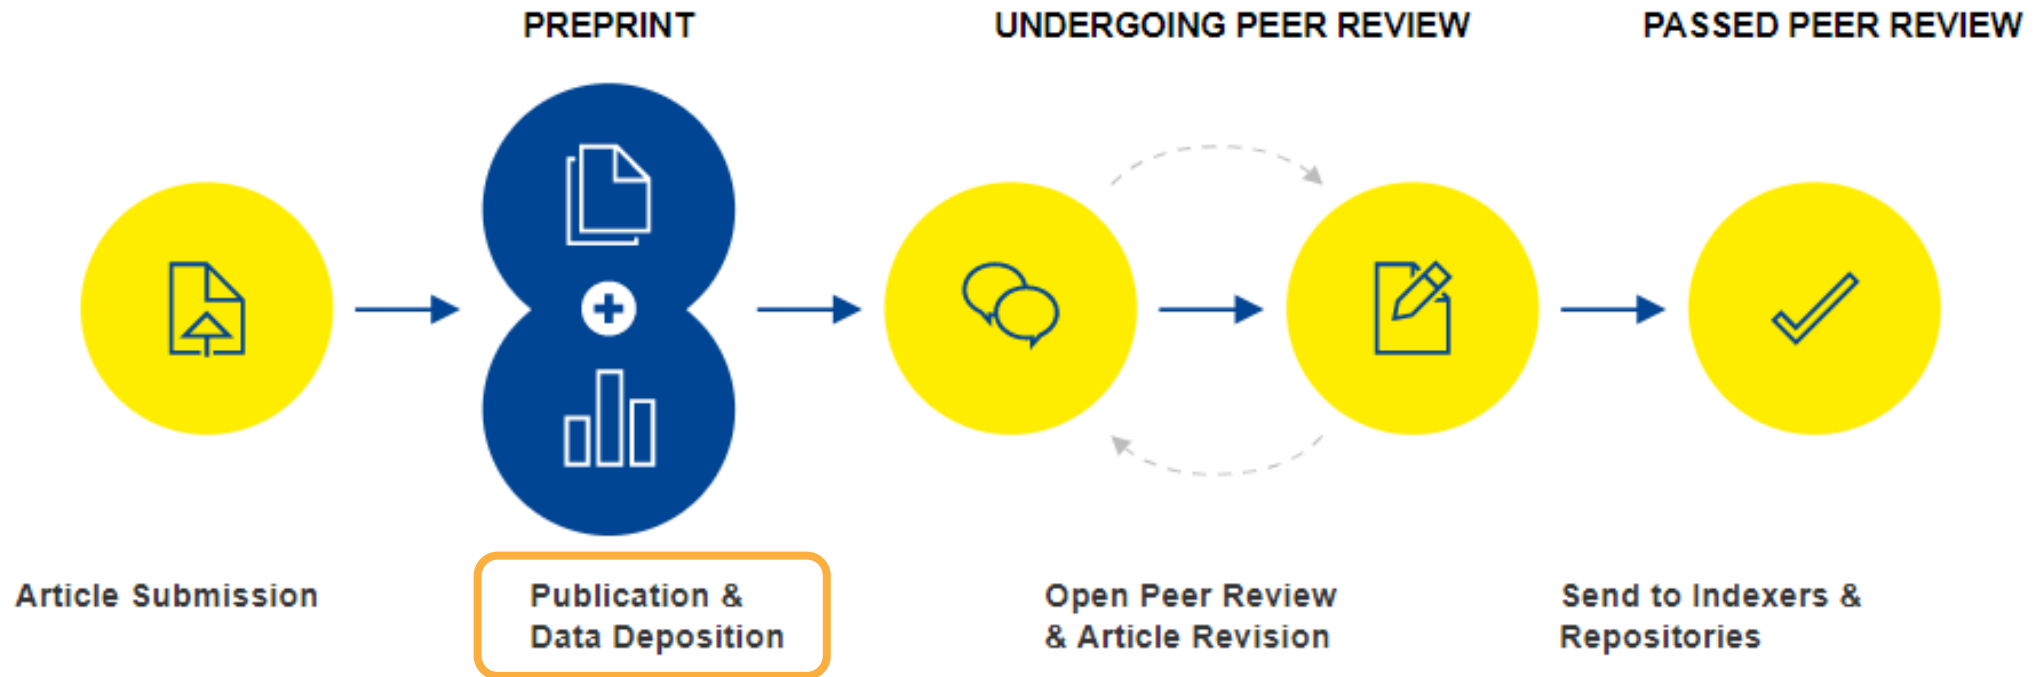 PREPRINT
UNDERGOING PEER REVIEW
PASSED PEER REVIEW
Article Submission
Publication &
Data Deposition
Open Peer Review
& Article Revision
Send to Indexers &
Repositories